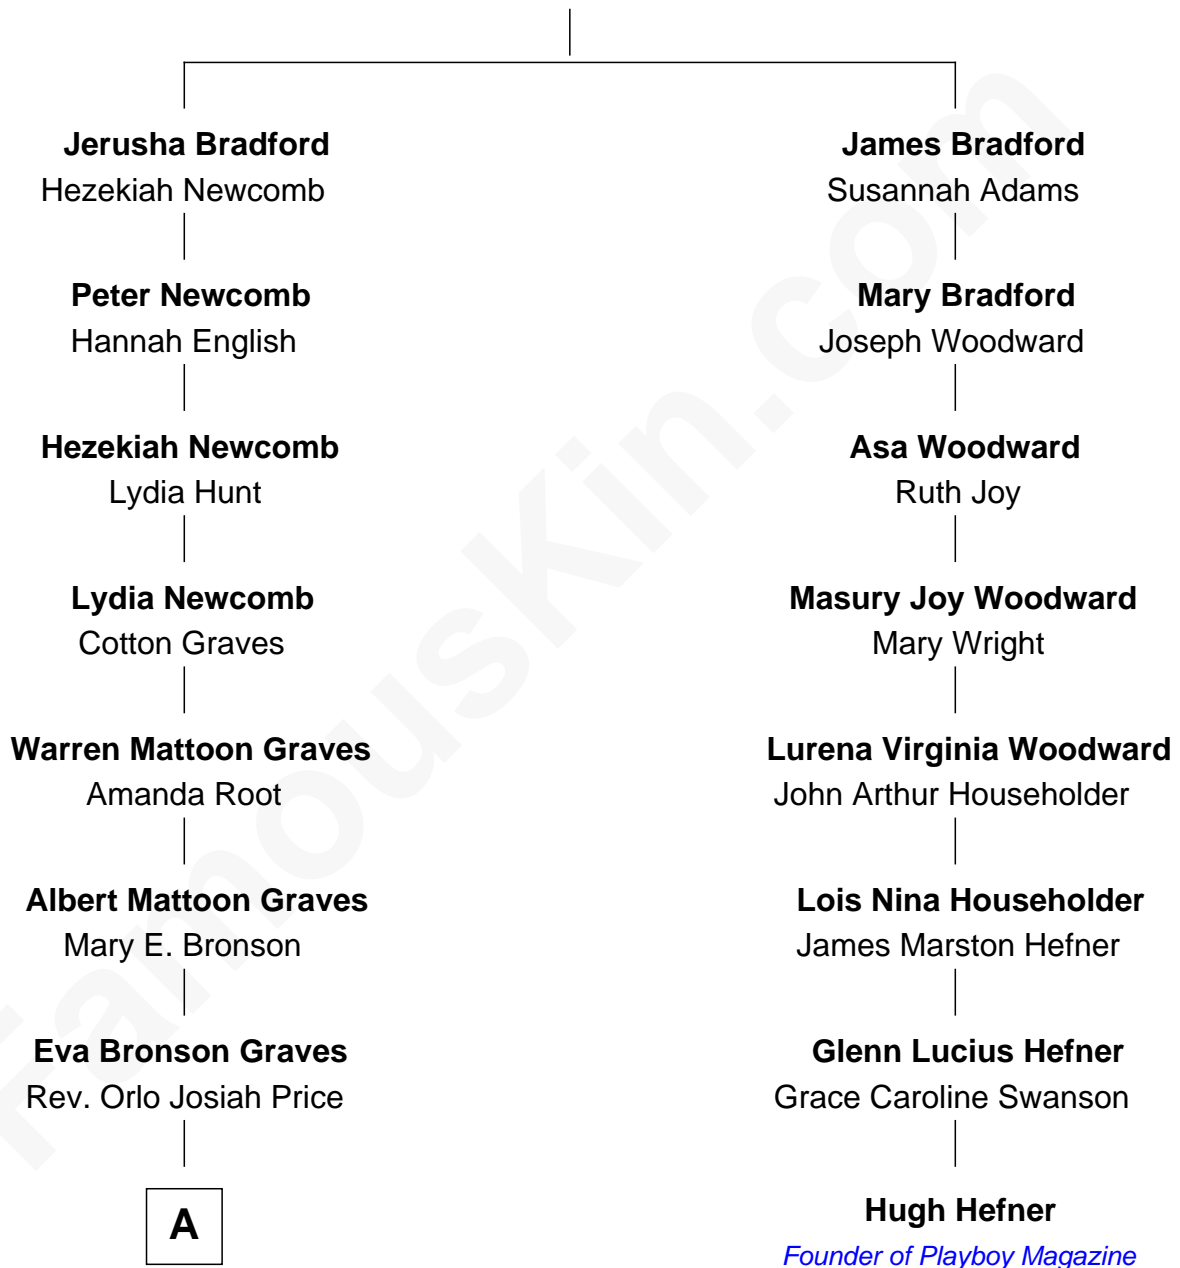 Jerusha Bradford
Hezekiah Newcomb
James Bradford
Susannah Adams
Peter Newcomb
Hannah English
Mary Bradford
Joseph Woodward
Hezekiah Newcomb
Lydia Hunt
Asa Woodward
Ruth Joy
Lydia Newcomb
Cotton Graves
Masury Joy Woodward
Mary Wright
Warren Mattoon Graves
Amanda Root
Lurena Virginia Woodward
John Arthur Householder
Albert Mattoon Graves
Mary E. Bronson
Lois Nina Householder
James Marston Hefner
Eva Bronson Graves
Rev. Orlo Josiah Price
Glenn Lucius Hefner
Grace Caroline Swanson
A
Hugh Hefner
Founder of Playboy Magazine
FamousKin.com